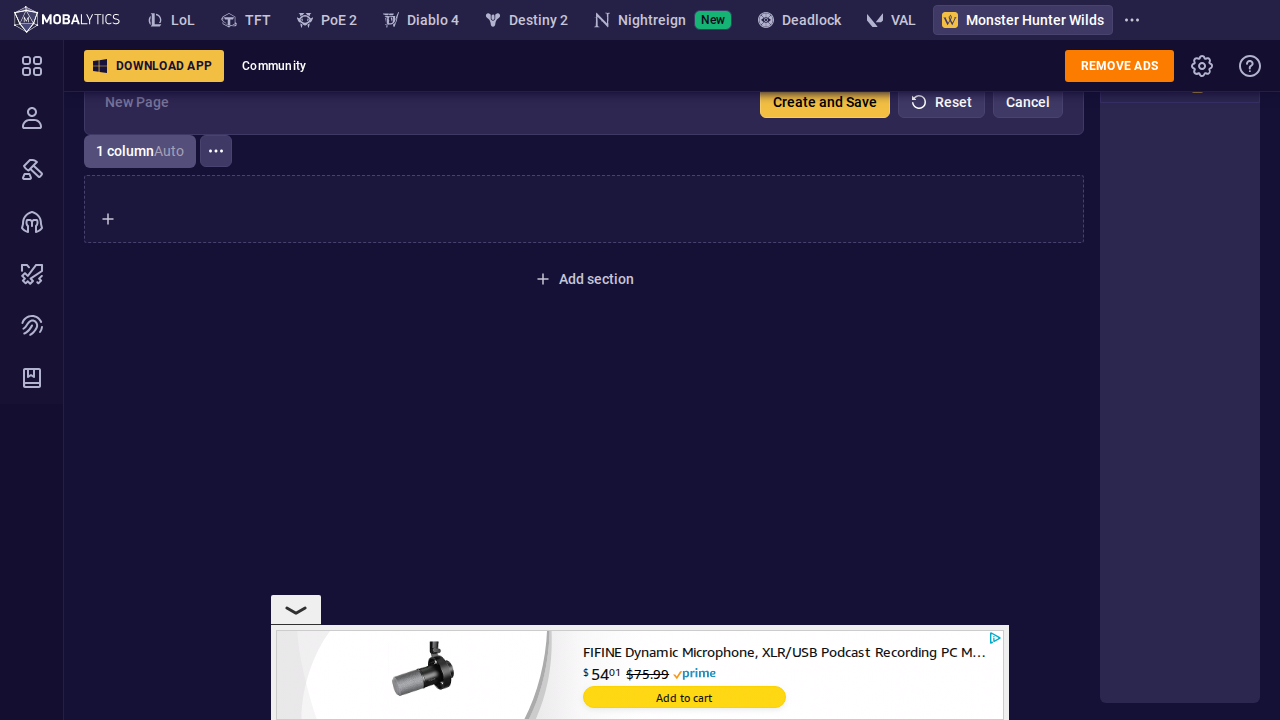 MOBALYTICS LoL TFT PoE 2 Diablo 4 Destiny 2 Nightreign New Deadlock VAL Monster Hunter Wilds
DOWNLOAD APP Community REMOVE ADS
New Page Create and Save Reset Cancel
1 column Auto
Add section
FIFINE Dynamic Microphone, XLR/USB Podcast Recording PC M...
$54.01 $75.99 prime
Add to cart